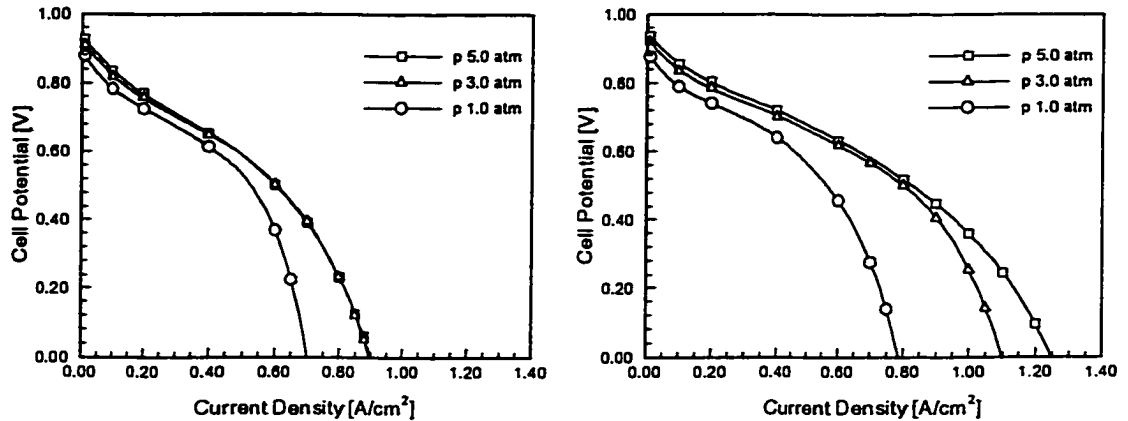 1.00
0.80
0.60
0.40
0.20
0.00
Cell Potential [V]
p 5.0 atm
p 3.0 atm
p 1.0 atm
0.00 0.20 0.40 0.60 0.80 1.00 1.20 1.40
Current Density [A/cm²]
1.00
0.80
0.60
0.40
0.20
0.00
Cell Potential [V]
p 5.0 atm
p 3.0 atm
p 1.0 atm
0.00 0.20 0.40 0.60 0.80 1.00 1.20 1.40
Current Density [A/cm²]